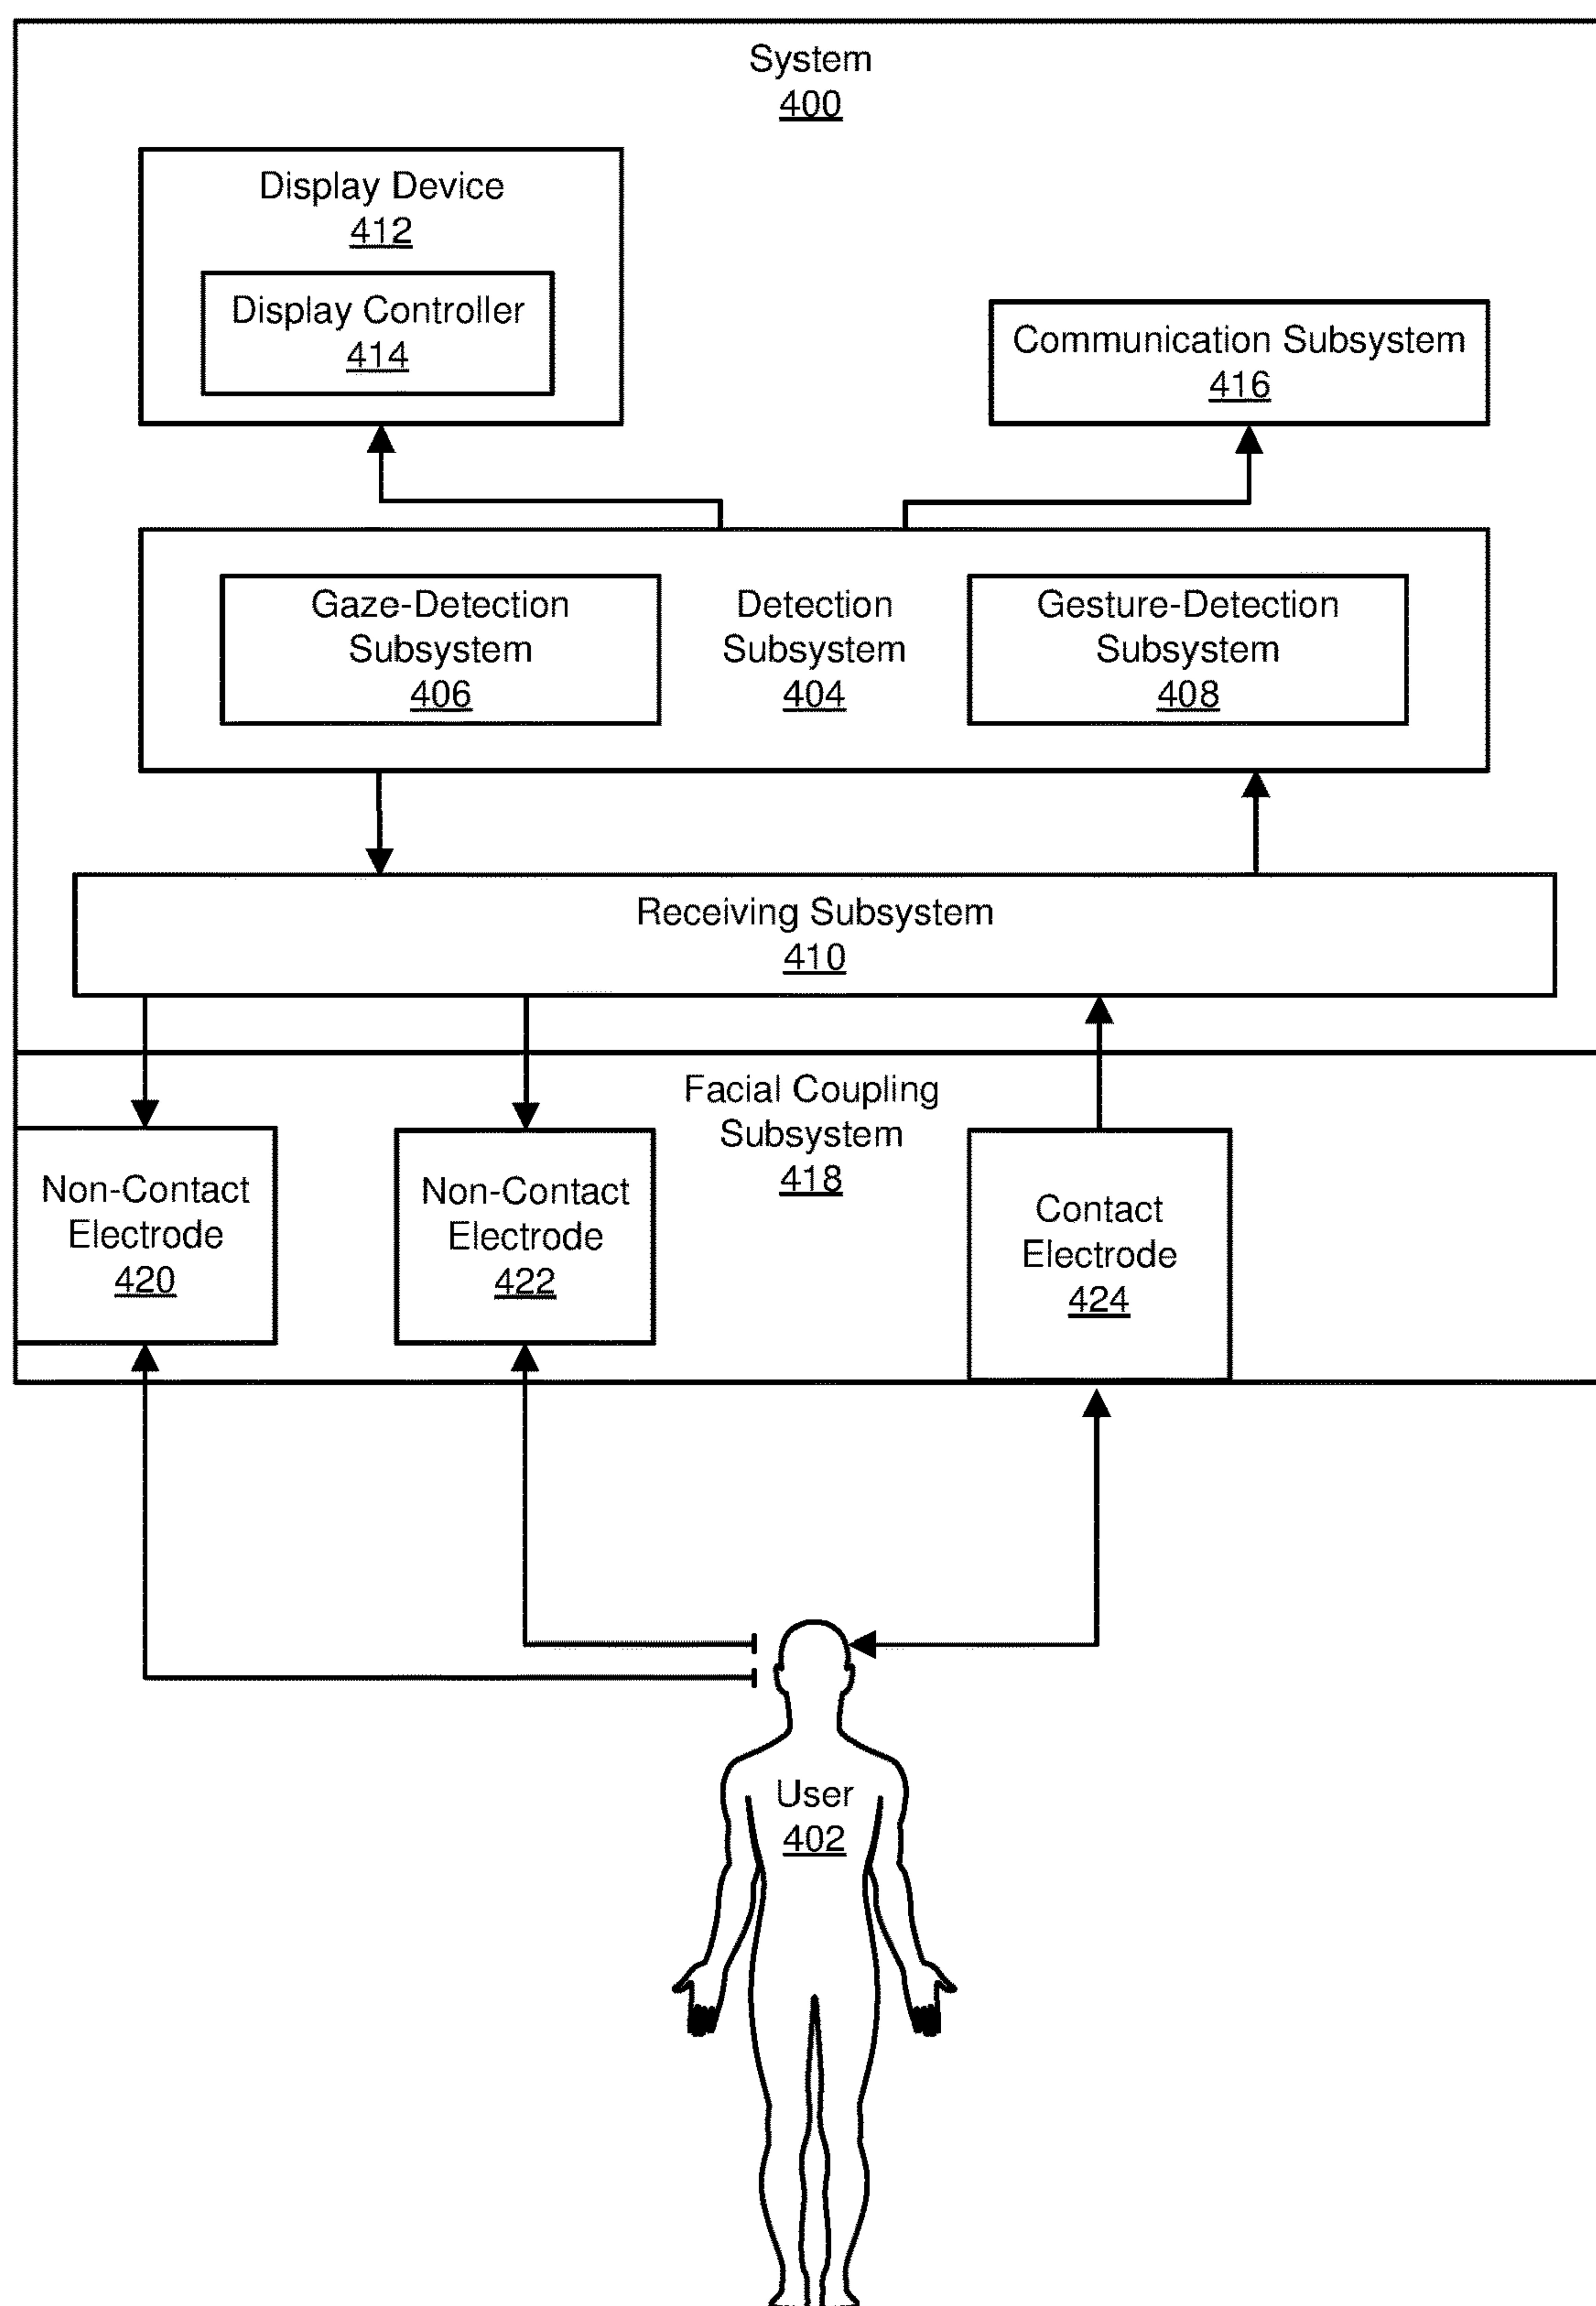 System
400
Display Device
412
Display Controller
414
Communication Subsystem
416
Gaze-Detection
Subsystem
406
Detection
Subsystem
404
Gesture-Detection
Subsystem
408
Receiving Subsystem
410
Facial Coupling
Subsystem
418
Non-Contact
Electrode
420
Non-Contact
Electrode
422
Contact
Electrode
424
User
402